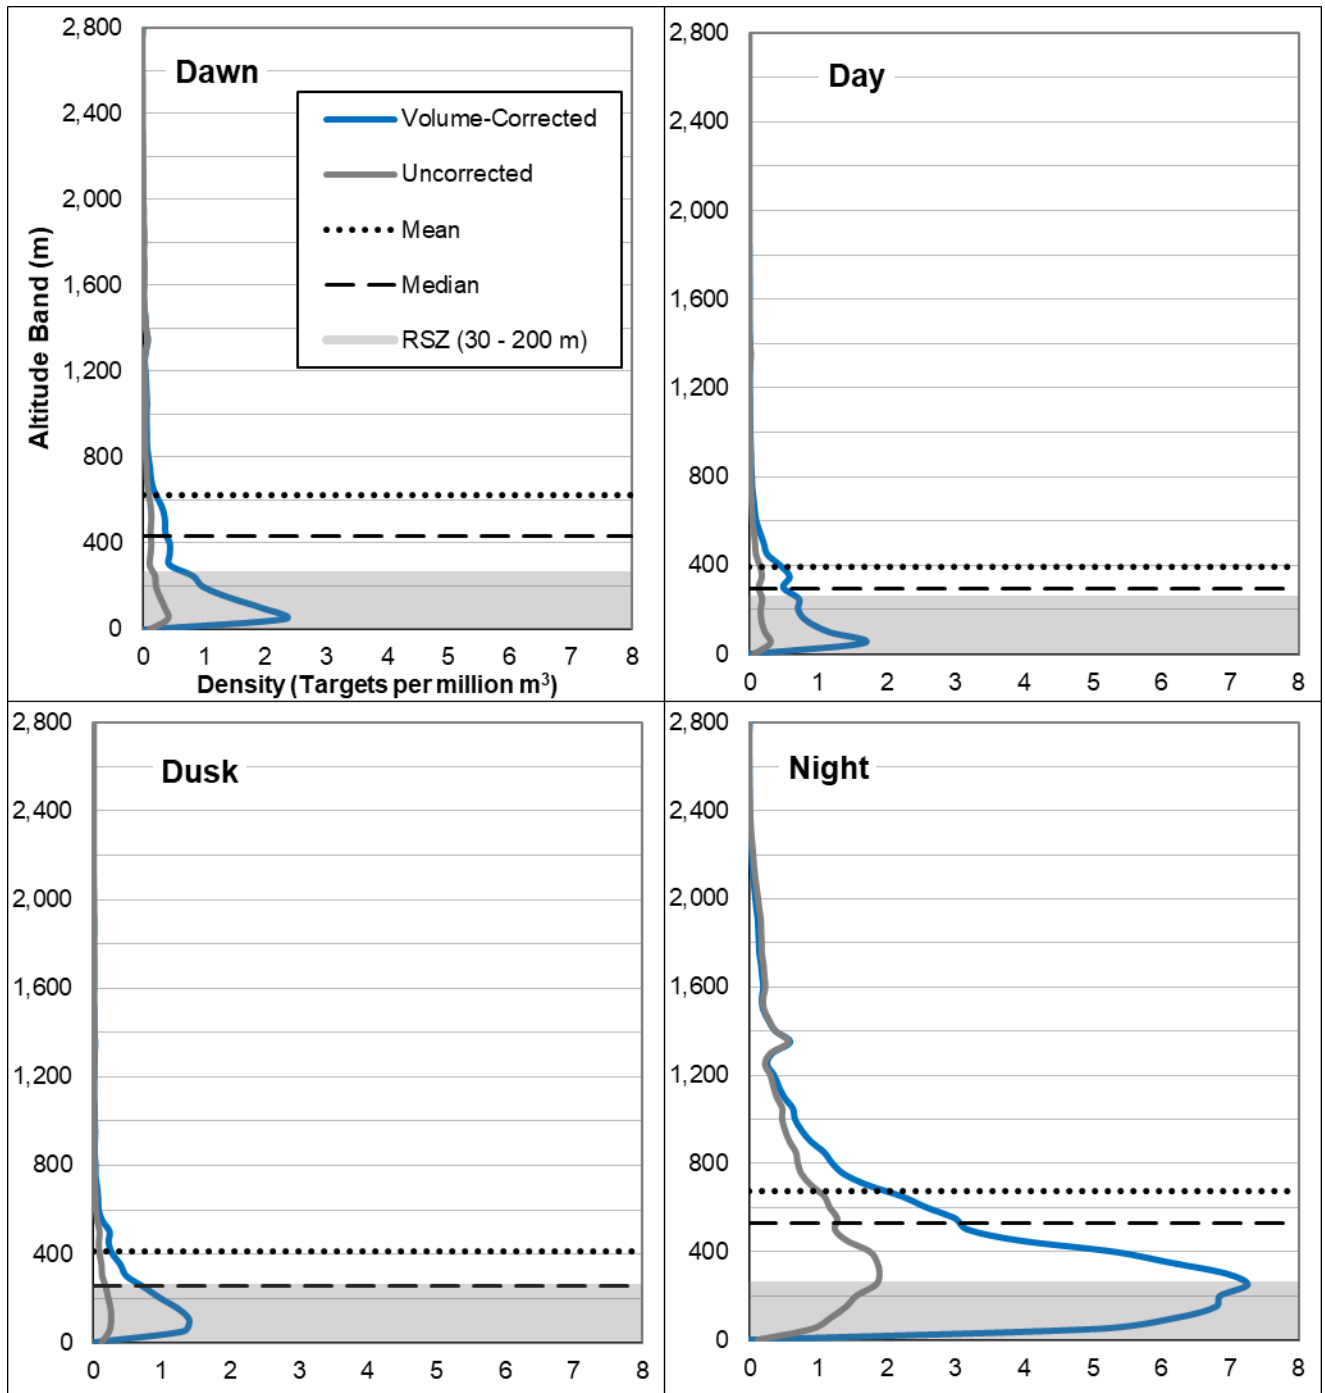 2,800
2,400
2,000
1,600
1,200
800
400
0
Altitude Band (m)
Dawn
Volume-Corrected
Uncorrected
Mean
Median
RSZ (30 - 200 m)
0 1 2 3 4 5 6 7 8
Density (Targets per million m³)
2,800
2,400
2,000
1,600
1,200
800
400
0
Day
0 1 2 3 4 5 6 7 8
2,800
2,400
2,000
1,600
1,200
800
400
0
Dusk
0 1 2 3 4 5 6 7 8
2,800
2,400
2,000
1,600
1,200
800
400
0
Night
0 1 2 3 4 5 6 7 8